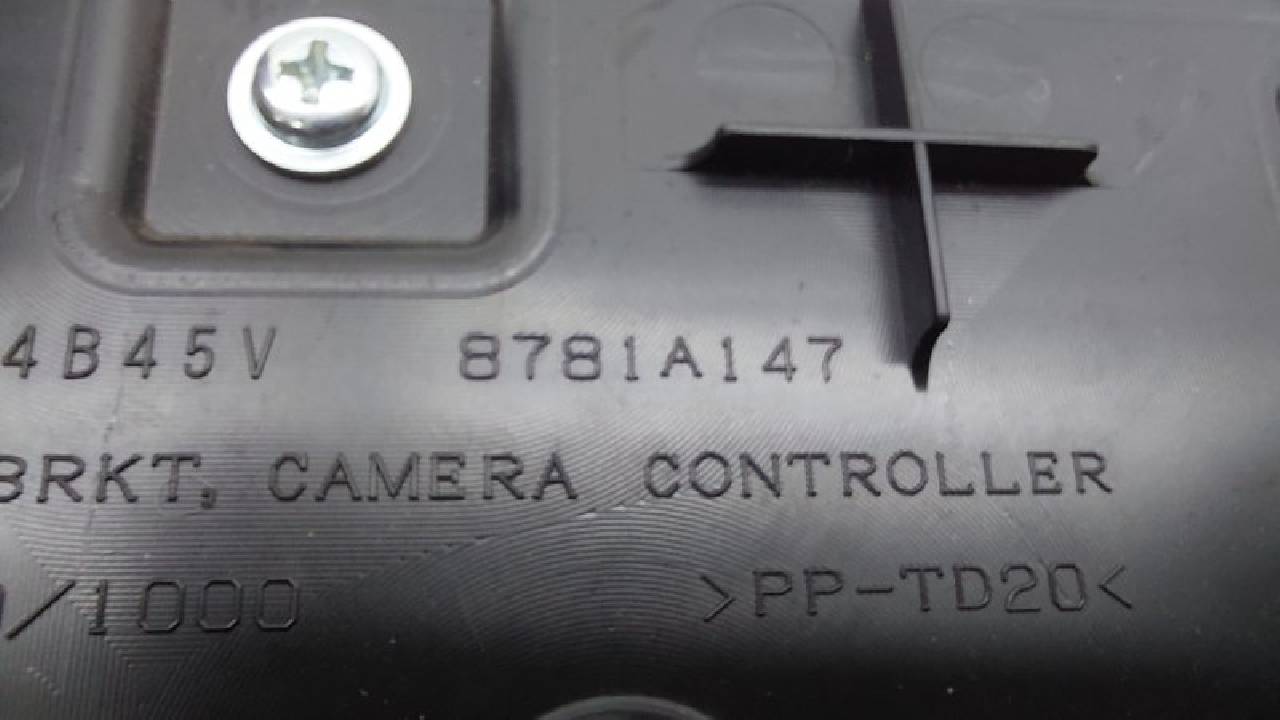 4B45V 8781A147
BRKT, CAMERA CONTROLLER
/1000 >PP-TD20<